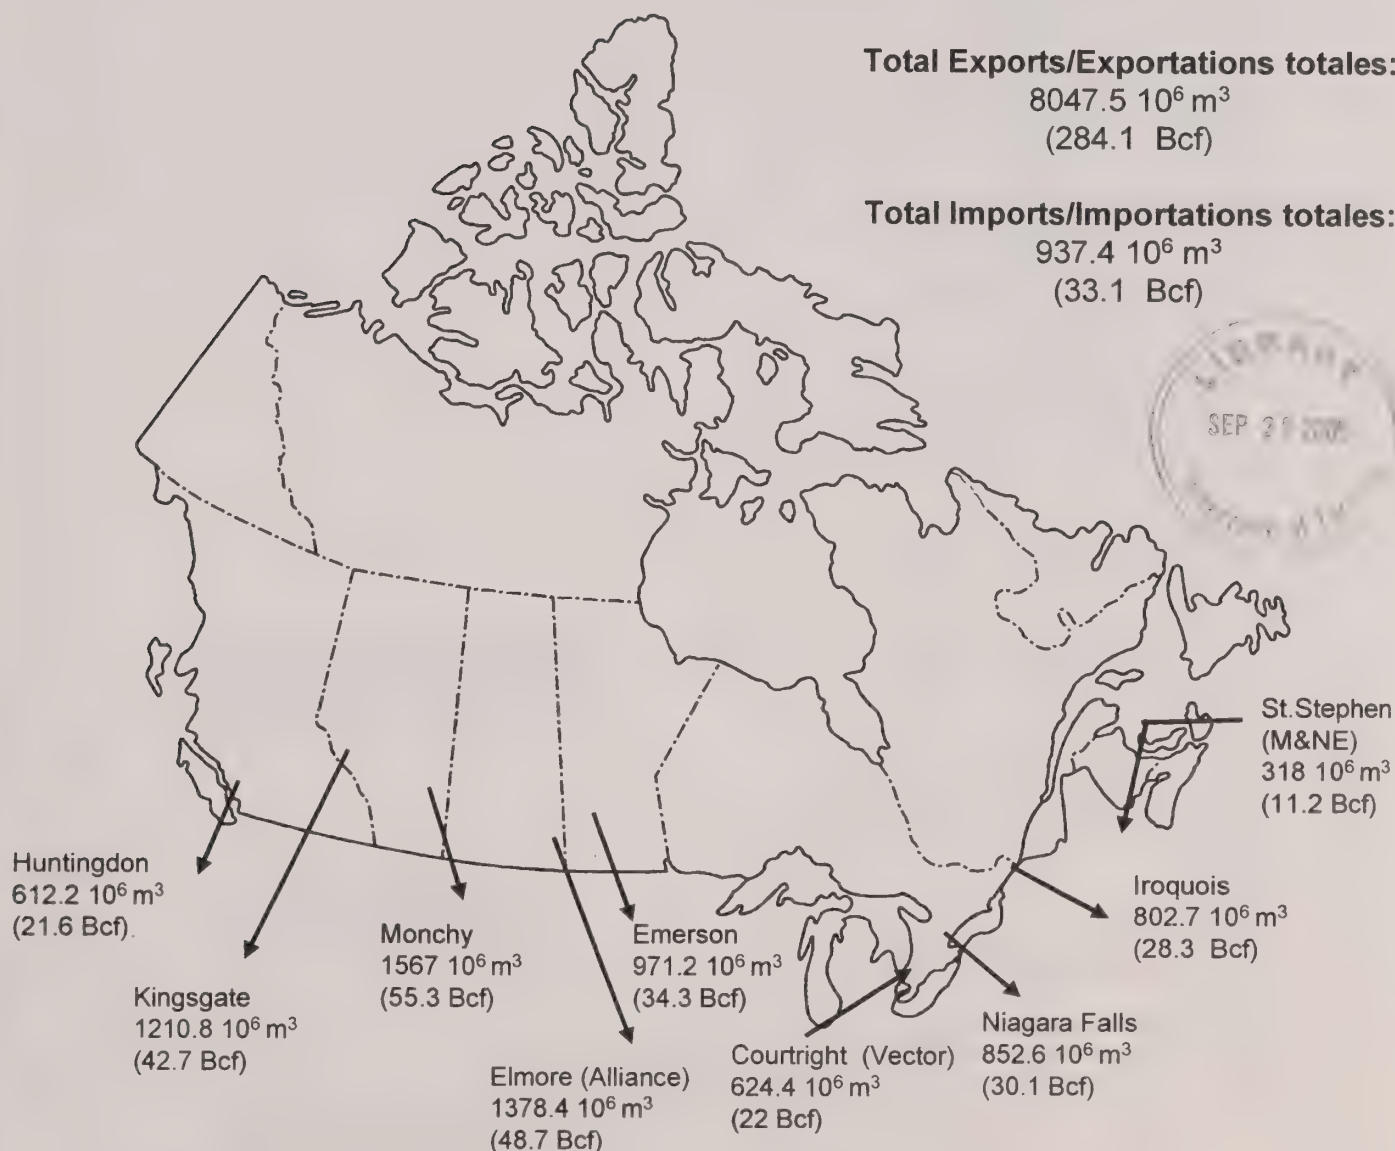 Total Exports/Exportations totales:
8047.5 10⁶ m³
(284.1 Bcf)
Total Imports/Importations totales:
937.4 10⁶ m³
(33.1 Bcf)
LIBRARY
SEP 2
St.Stephen
(M&NE)
318 10⁶ m³
(11.2 Bcf)
Huntingdon
612.2 10⁶ m³
(21.6 Bcf).
Iroquois
802.7 10⁶ m³
(28.3 Bcf)
Monchy
1567 10⁶ m³
(55.3 Bcf)
Emerson
971.2 10⁶ m³
(34.3 Bcf)
Kingsgate
1210.8 10⁶ m³
(42.7 Bcf)
Niagara Falls
852.6 10⁶ m³
(30.1 Bcf)
Courtright (Vector)
624.4 10⁶ m³
(22 Bcf)
Elmore (Alliance)
1378.4 10⁶ m³
(48.7 Bcf)